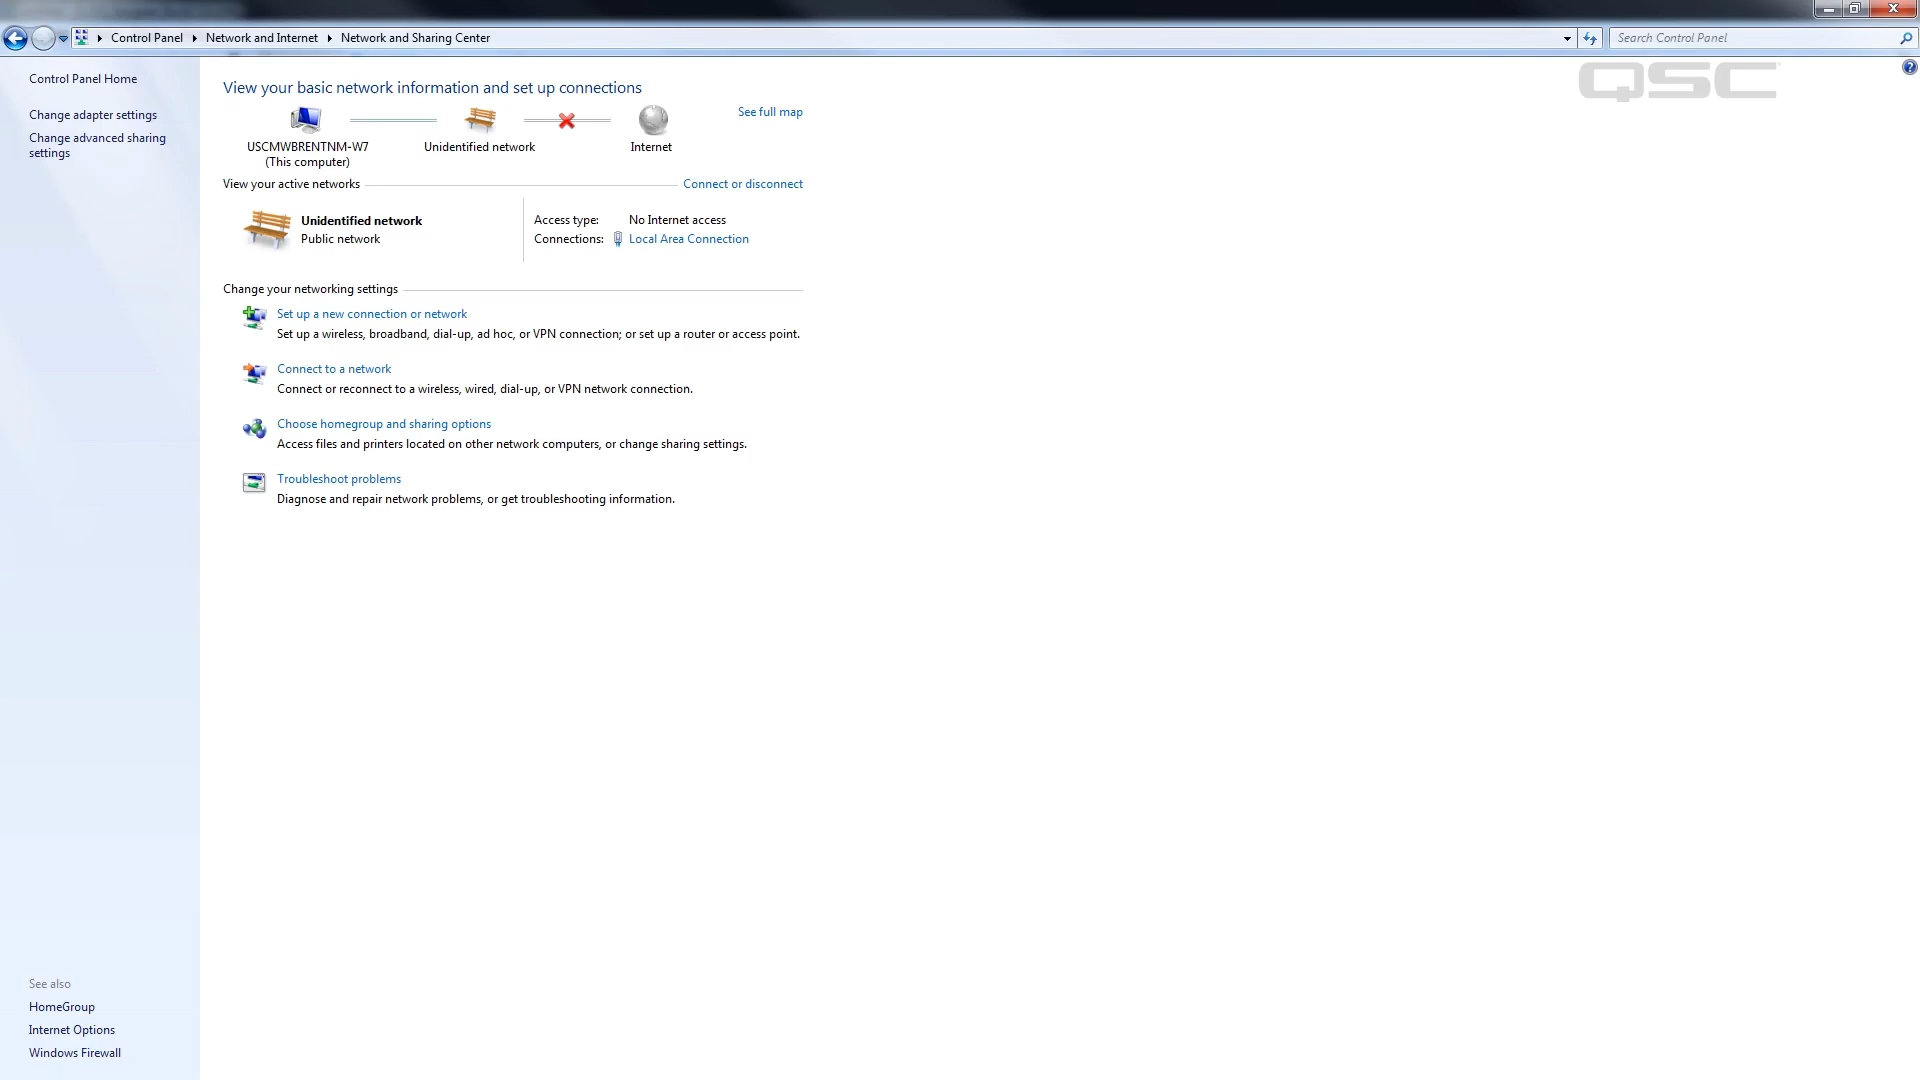 Control Panel
Network and Internet
Network and Sharing Center
Search Control Panel
QSC
Control Panel Home
Change adapter settings
Change advanced sharing
settings
View your basic network information and set up connections
See full map
USCMWBRENTNM-W7
(This computer)
Unidentified network
Internet
View your active networks
Connect or disconnect
Unidentified network
Public network
Access type: No Internet access
Connections: Local Area Connection
Change your networking settings
Set up a new connection or network
Set up a wireless, broadband, dial-up, ad hoc, or VPN connection; or set up a router or access point.
Connect to a network
Connect or reconnect to a wireless, wired, dial-up, or VPN network connection.
Choose homegroup and sharing options
Access files and printers located on other network computers, or change sharing settings.
Troubleshoot problems
Diagnose and repair network problems, or get troubleshooting information.
See also
HomeGroup
Internet Options
Windows Firewall